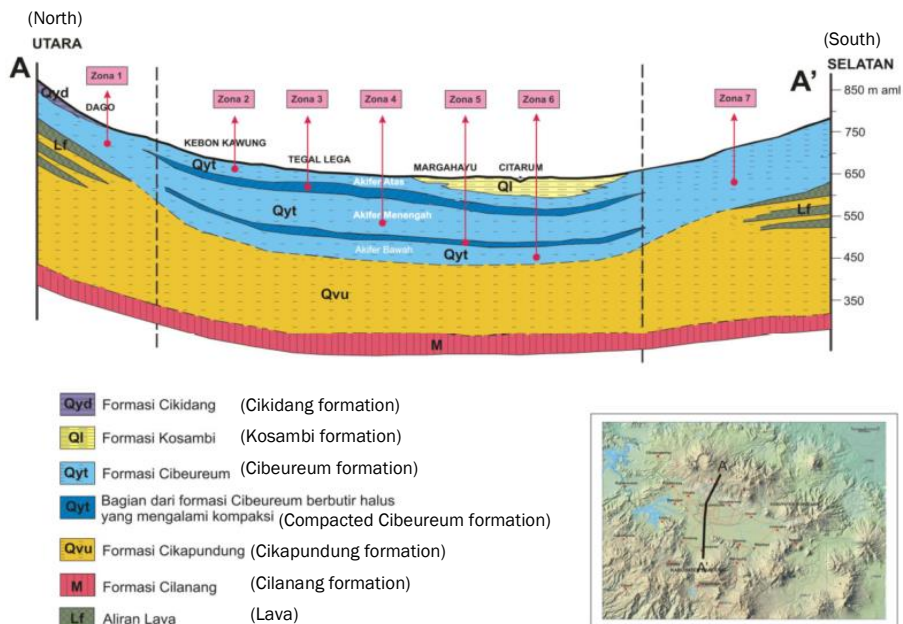 (North)
UTARA
(South)
SELATAN
A
A'
Zona 1
Zona 2
Zona 3
Zona 4
Zona 5
Zona 6
Zona 7
850 m aml
750
650
550
450
350
Qyd
DAGO
Lf
KEBON KAWUNG
Qyt
TEGAL LEGA
MARGAHAYU
CITARUM
Akifer Atas
Ql
Qyt
Akifer Menengah
Lf
Akifer Bawah
Qyt
Qvu
M
Qyd Formasi Cikidang (Cikidang formation)
Ql Formasi Kosambi (Kosambi formation)
Qyt Formasi Cibeureum (Cibeureum formation)
Qyt Bagian dari formasi Cibeureum berbutir halus
yang mengalami kompaksi (Compacted Cibeureum formation)
Qvu Formasi Cikapundung (Cikapundung formation)
M Formasi Cilanang (Cilanang formation)
Lf Aliran Lava (Lava)
A'
A